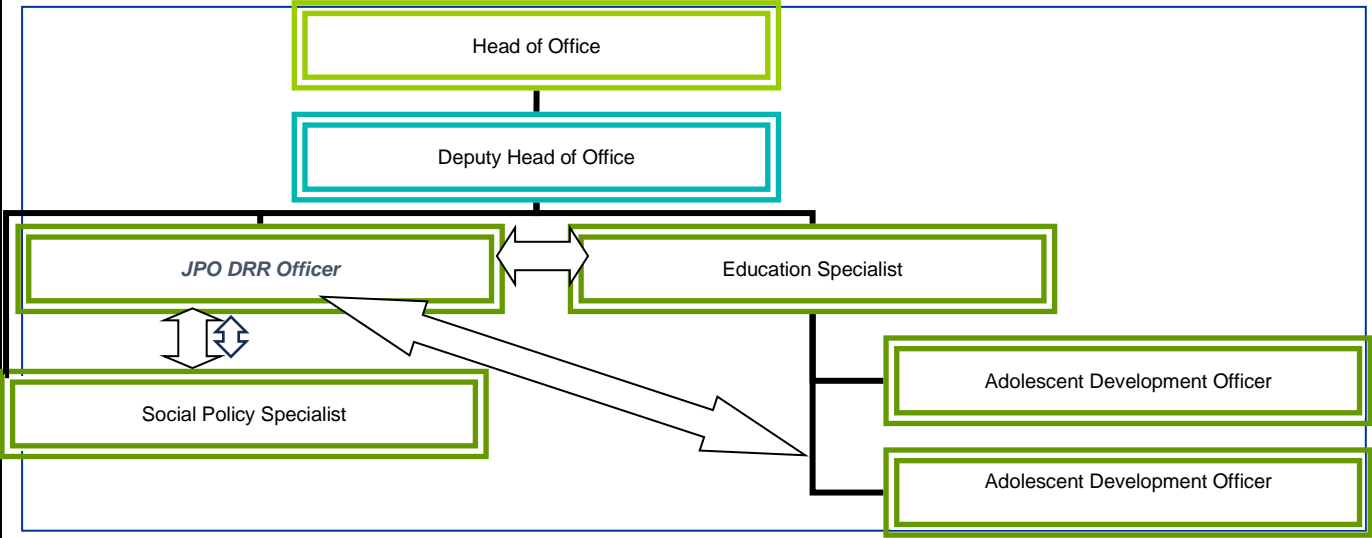 Head of Office
Deputy Head of Office
JPO DRR Officer
Education Specialist
Adolescent Development Officer
Social Policy Specialist
Adolescent Development Officer